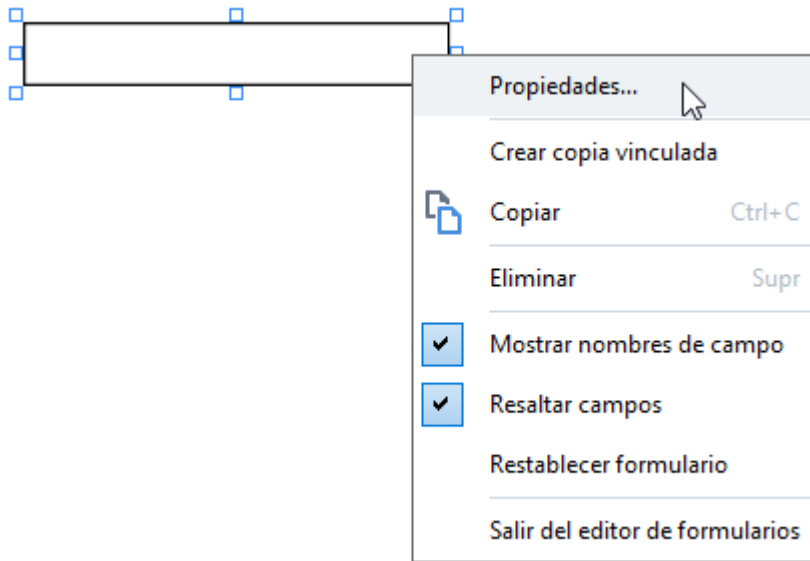 Propiedades...
Crear copia vinculada
Copiar Ctrl+C
Eliminar Supr
Mostrar nombres de campo
Resaltar campos
Restablecer formulario
Salir del editor de formularios